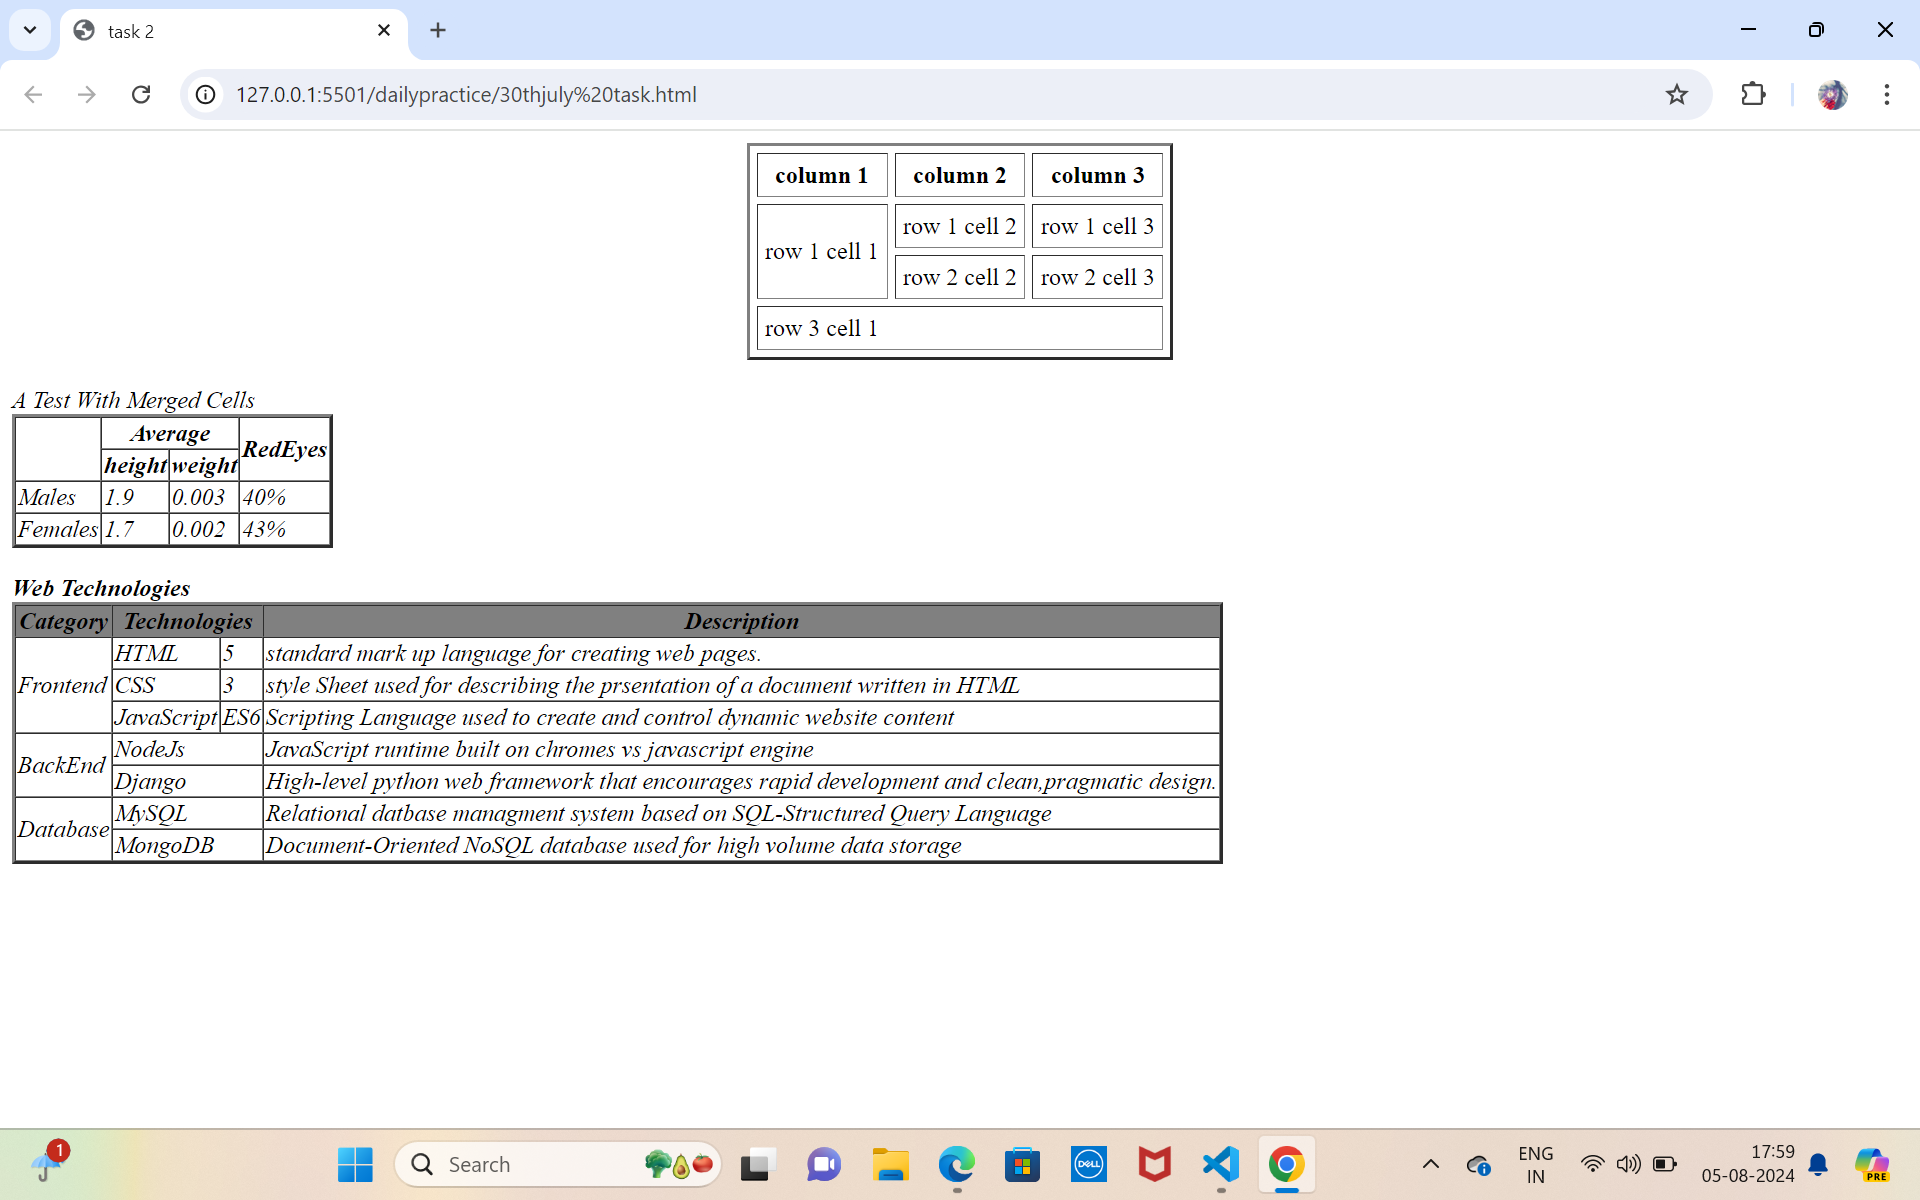 task 2
127.0.0.1:5501/dailypractice/30thjuly%20task.html
column 1 column 2 column 3
row 1 cell 1 row 1 cell 2 row 1 cell 3
row 2 cell 2 row 2 cell 3
row 3 cell 1
A Test With Merged Cells
Average RedEyes
height weight
Males 1.9 0.003 40%
Females 1.7 0.002 43%
Web Technologies
Category Technologies Description
Frontend HTML 5 standard mark up language for creating web pages.
CSS 3 style Sheet used for describing the prsentation of a document written in HTML
JavaScript ES6 Scripting Language used to create and control dynamic website content
BackEnd NodeJs JavaScript runtime built on chromes vs javascript engine
Django High-level python web framework that encourages rapid development and clean,pragmatic design.
Database MySQL Relational datbase managment system based on SQL-Structured Query Language
MongoDB Document-Oriented NoSQL database used for high volume data storage
1
Search
DELL
ENG
IN
17:59
05-08-2024
PRE